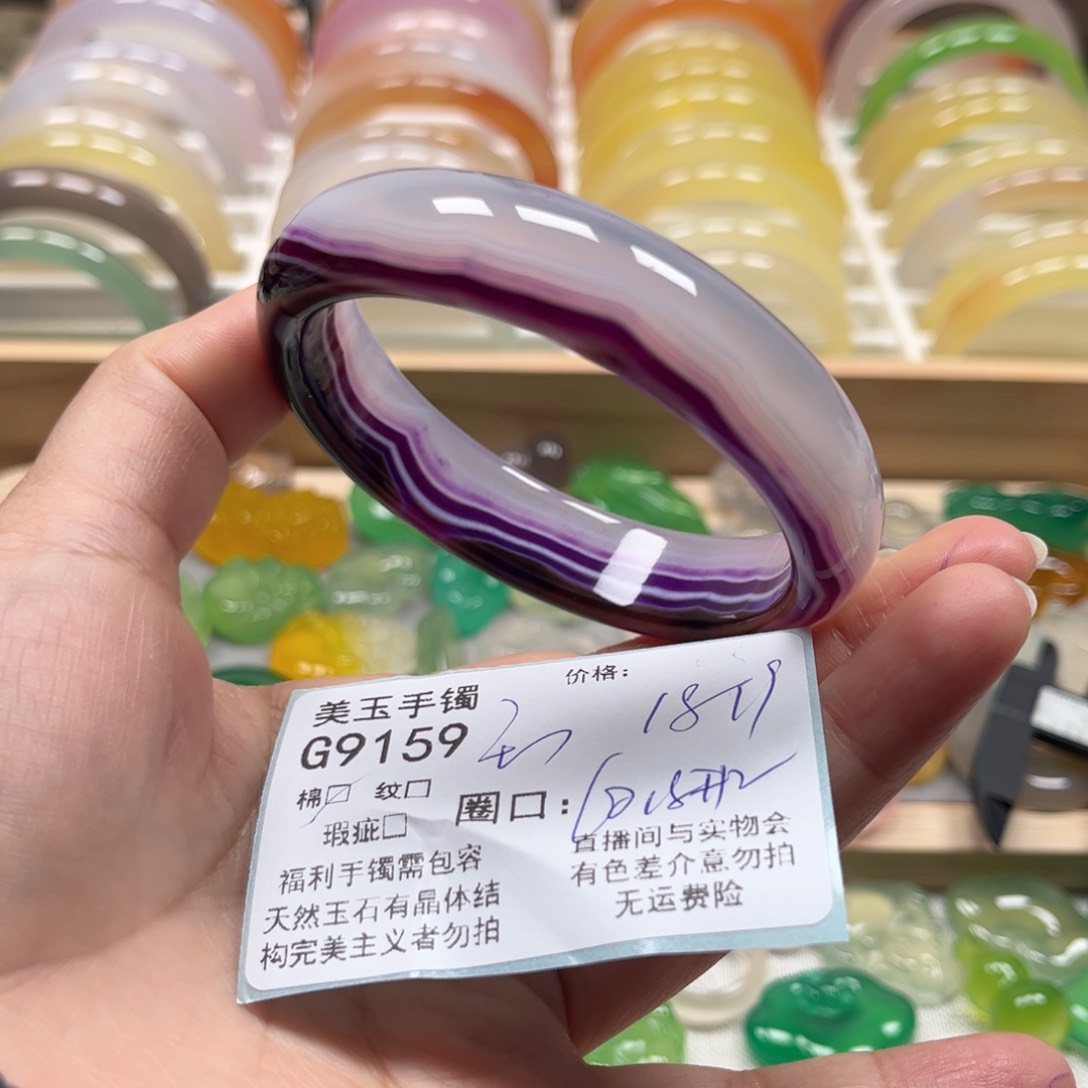 美玉手镯
价格:
G9159
棉☑ 纹□
瑕疵□
圈口:
福利手镯需包容
天然玉石有晶体结
构完美主义者勿拍
直播间与实物会
有色差介意勿拍
无运费险